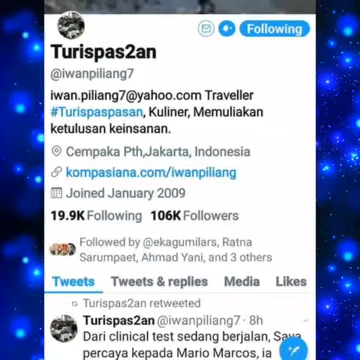 Following
Turispas2an
@iwanpiliang7
iwan.piliang7@yahoo.com Traveller
#Turispaspasan, Kuliner, Memuliakan
ketulusan keinsanan.
Cempaka Pth,Jakarta, Indonesia
kompasiana.com/iwanpiliang
Joined January 2009
19.9K Following 106K Followers
Followed by @ekagumilars, Ratna
Sarumpaet, Ahmad Yani, and 3 others
Tweets Tweets & replies Media Likes
Turispas2an retweeted
Turispas2an @iwanpiliang7 · 8h
Dari clinical test sedang berjalan, Saya
percaya kepada Mario Marcos, ia